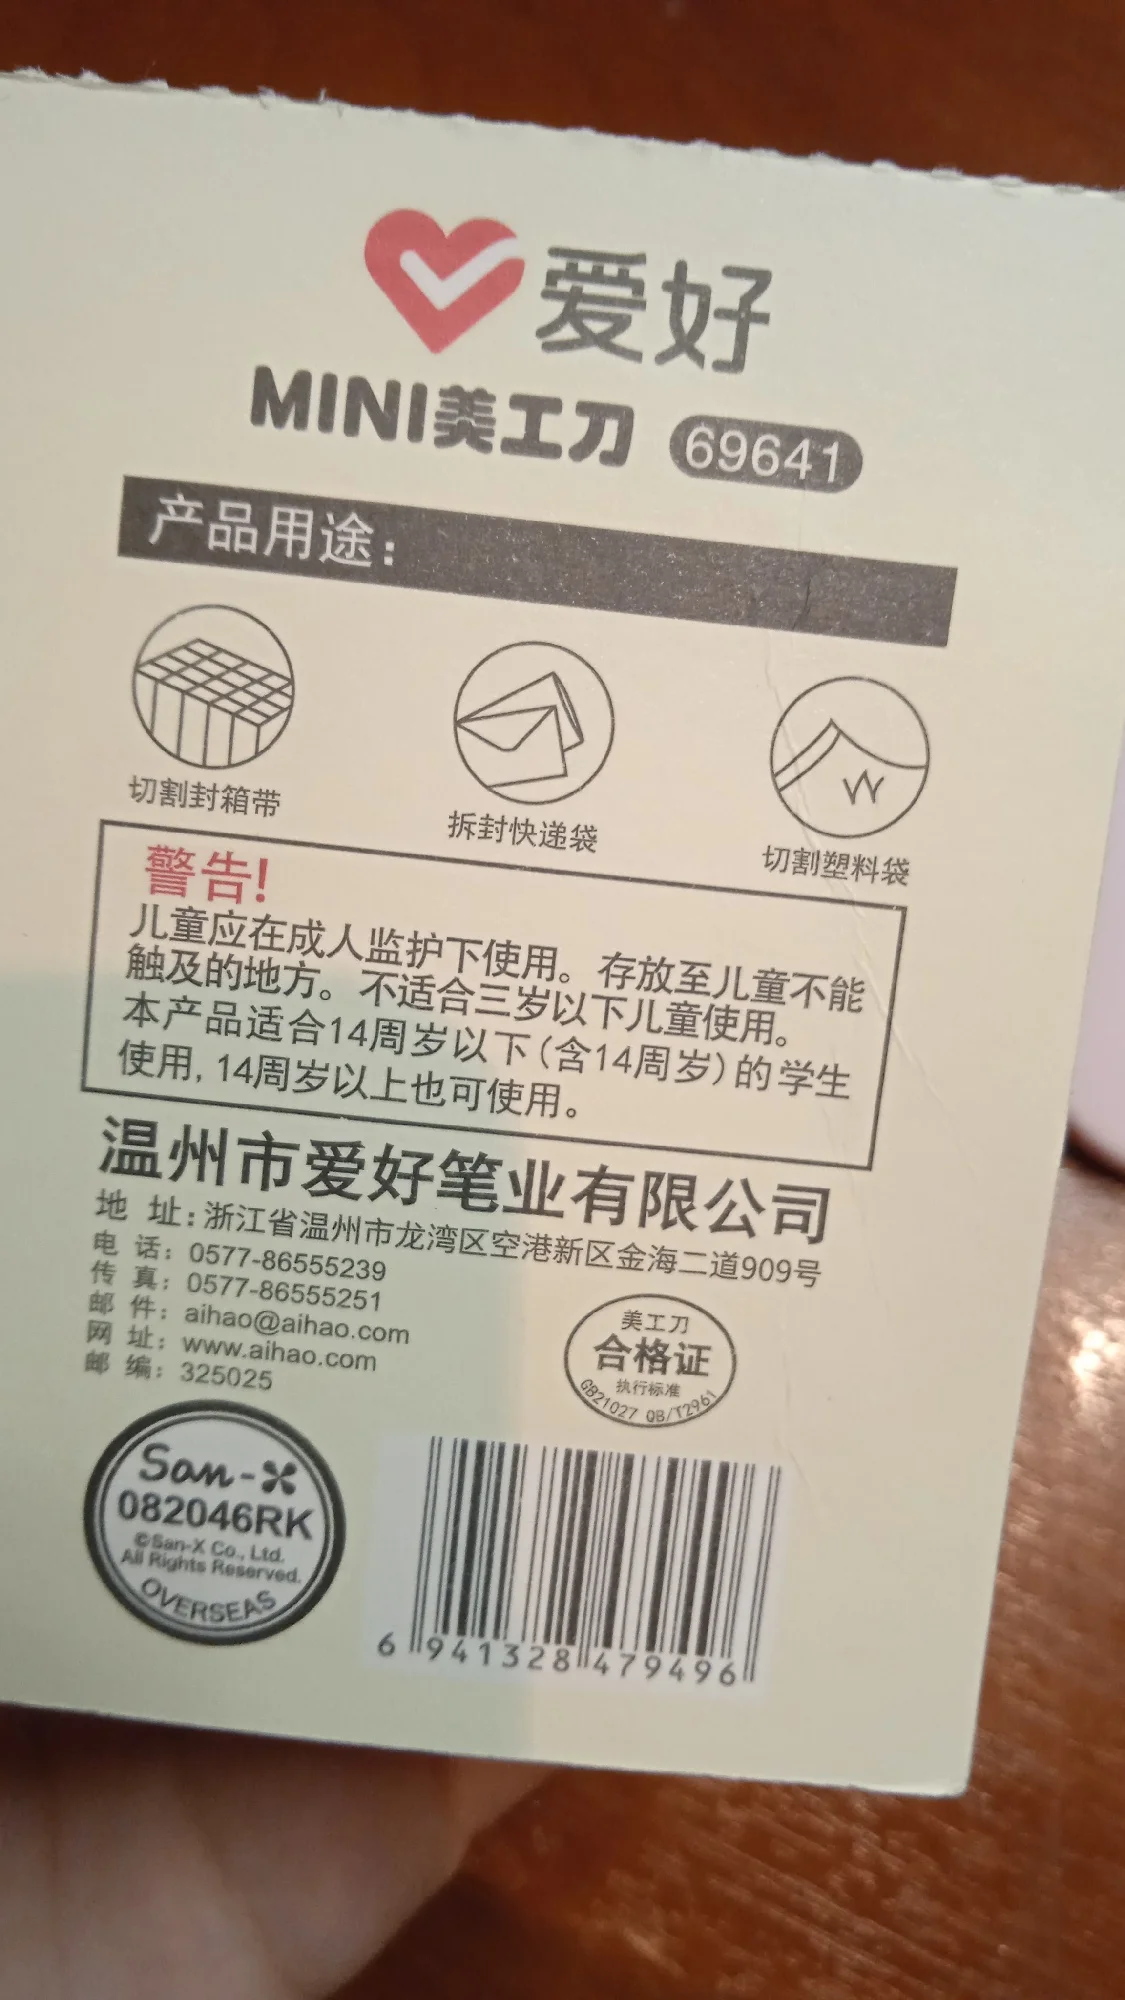 爱好
MINI美工刀 69641
产品用途：
切割封箱带
拆封快递袋
切割塑料袋
警告!
儿童应在成人监护下使用。存放至儿童不能
触及的地方。不适合三岁以下儿童使用。
本产品适合14周岁以下(含14周岁)的学生
使用,14周岁以上也可使用。
温州市爱好笔业有限公司
地 址：浙江省温州市龙湾区空港新区金海二道909号
电 话：0577-86555239
传 真：0577-86555251
邮 件：aihao@aihao.com
网 址：www.aihao.com
邮 编：325025
美工刀
合格证
执行标准
GB21027 QB/T2961
San-X
082046RK
©San-X Co., Ltd.
All Rights Reserved.
OVERSEAS
6 941328 479496